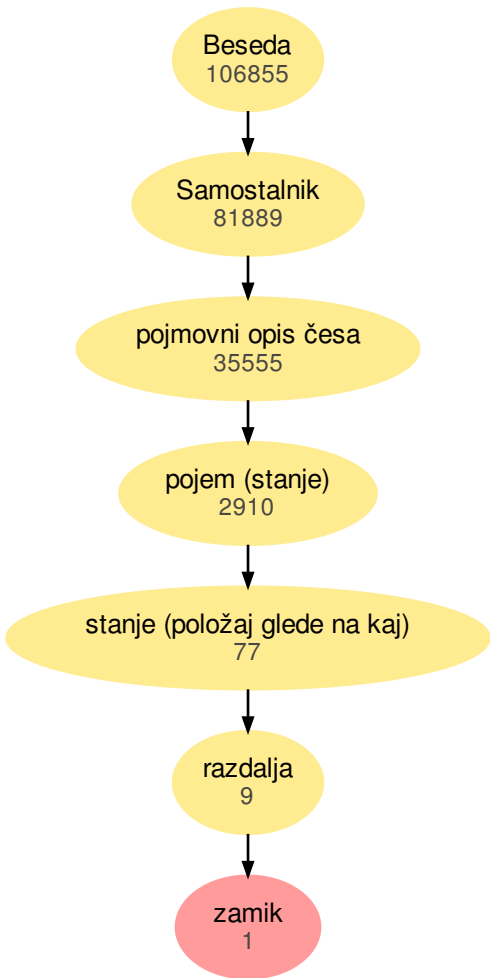 Beseda
106855
Samostalnik
81889
pojmovni opis česa
35555
pojem (stanje)
2910
stanje (položaj glede na kaj)
77
razdalja
9
zamik
1